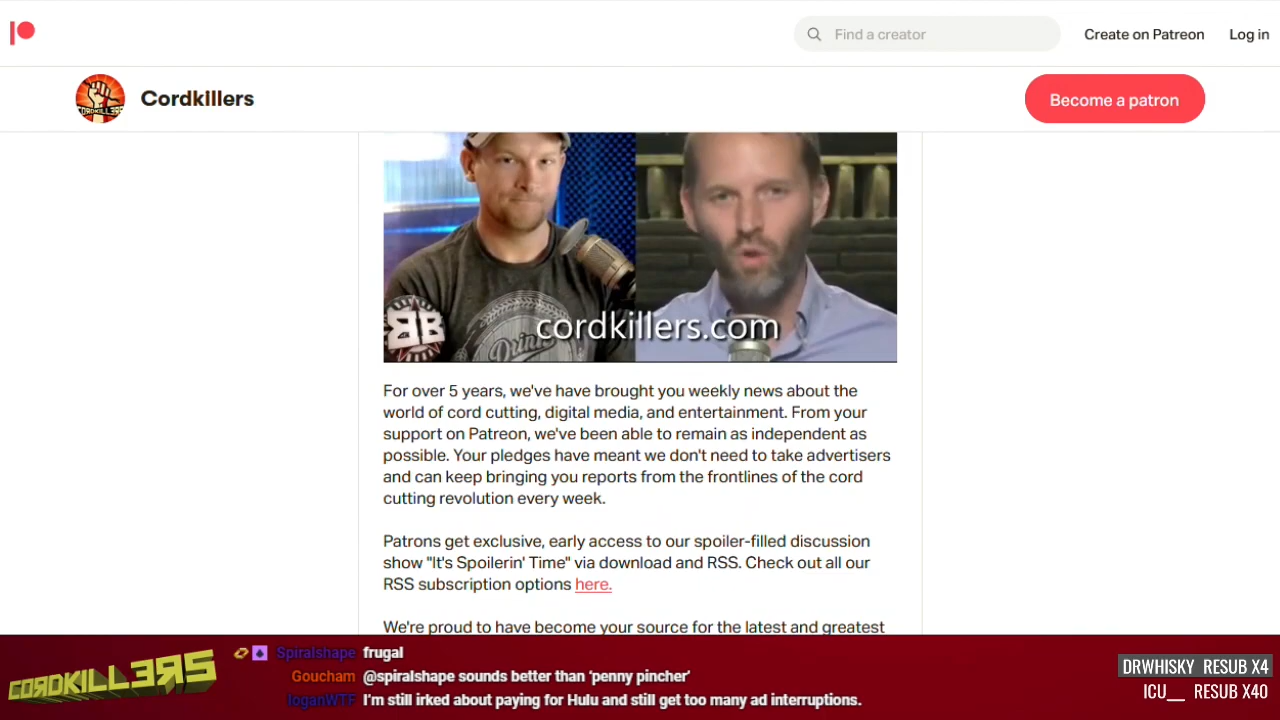 Find a creator
Create on Patreon
Log in
CORDKILLERS
Cordkillers
Become a patron
BB
Drink
cordkillers.com
For over 5 years, we've have brought you weekly news about the
world of cord cutting, digital media, and entertainment. From your
support on Patreon, we've been able to remain as independent as
possible. Your pledges have meant we don't need to take advertisers
and can keep bringing you reports from the frontlines of the cord
cutting revolution every week.
Patrons get exclusive, early access to our spoiler-filled discussion
show "It's Spoilerin' Time" via download and RSS. Check out all our
RSS subscription options here.
We're proud to have become your source for the latest and greatest
CORDKILLERS
Spiralshape frugal
Goucham @spiralshape sounds better than 'penny pincher'
loganWTF I'm still irked about paying for Hulu and still get too many ad interruptions.
DRWHISKY RESUB X4
ICU__ RESUB X40